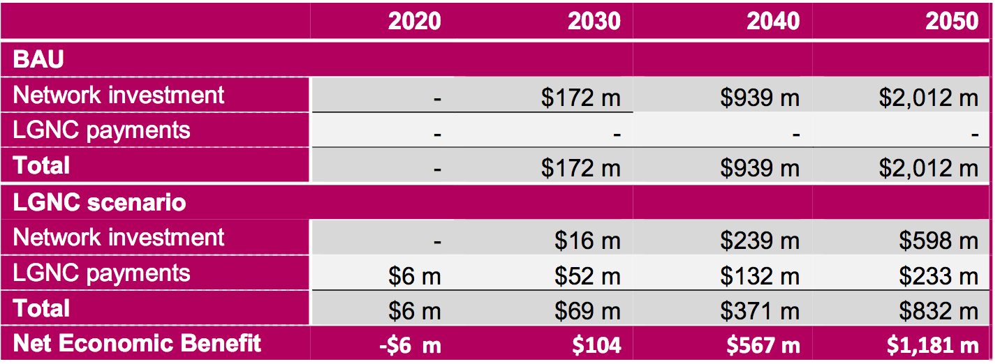 2020 2030 2040 2050
BAU
Network investment - $172 m $939 m $2,012 m
LGNC payments - - - -
Total - $172 m $939 m $2,012 m
LGNC scenario
Network investment - $16 m $239 m $598 m
LGNC payments $6 m $52 m $132 m $233 m
Total $6 m $69 m $371 m $832 m
Net Economic Benefit -$6 m $104 $567 m $1,181 m